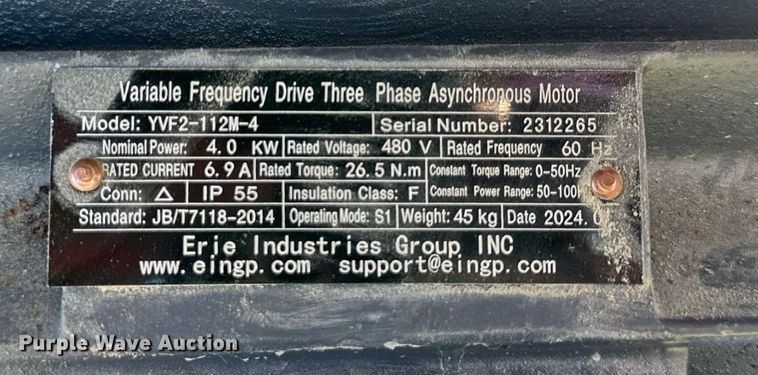 Variable Frequency Drive Three Phase Asynchronous Motor
Model: YVF2-112M-4 Serial Number: 2312265
Nominal Power: 4.0 KW Rated Voltage: 480 V Rated Frequency 60 Hz
RATED CURRENT 6.9 A Rated Torque: 26.5 N.m Constant Torque Range: 0-50Hz
Conn: △ IP 55 Insulation Class: F Constant Power Range: 50-100H
Standard: JB/T7118-2014 Operating Mode: S1 Weight: 45 kg Date 2024.
Erie Industries Group INC
www.eingp.com support@eingp.com
Purple Wave Auction